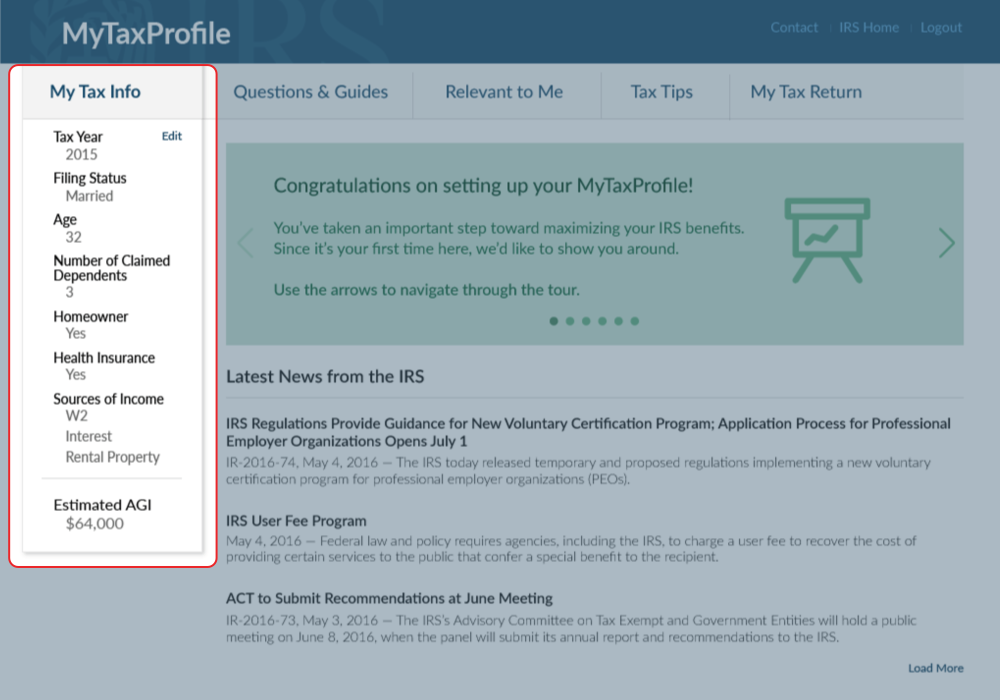 MyTaxProfile
Contact
IRS Home
Logout
IRS
My Tax Info
Questions & Guides
Relevant to Me
Tax Tips
My Tax Return
Tax Year
Edit
2015
Filing Status
Married
Age
32
Number of Claimed
Dependents
3
Homeowner
Yes
Health Insurance
Yes
Sources of Income
W2
Interest
Rental Property
Estimated AGI
$64,000
Congratulations on setting up your MyTaxProfile!
You've taken an important step toward maximizing your IRS benefits.
Since it's your first time here, we'd like to show you around.
Use the arrows to navigate through the tour.
Latest News from the IRS
IRS Regulations Provide Guidance for New Voluntary Certification Program; Application Process for Professional
Employer Organizations Opens July 1
IR-2016-74, May 4, 2016 — The IRS today released temporary and proposed regulations implementing a new voluntary
certification program for professional employer organizations (PEOs).
IRS User Fee Program
May 4, 2016 — Federal law and policy requires agencies, including the IRS, to charge a user fee to recover the cost of
providing certain services to the public that confer a special benefit to the recipient.
ACT to Submit Recommendations at June Meeting
IR-2016-73, May 3, 2016 — The IRS's Advisory Committee on Tax Exempt and Government Entities will hold a public
meeting on June 8, 2016, when the panel will submit its annual report and recommendations to the IRS.
Load More